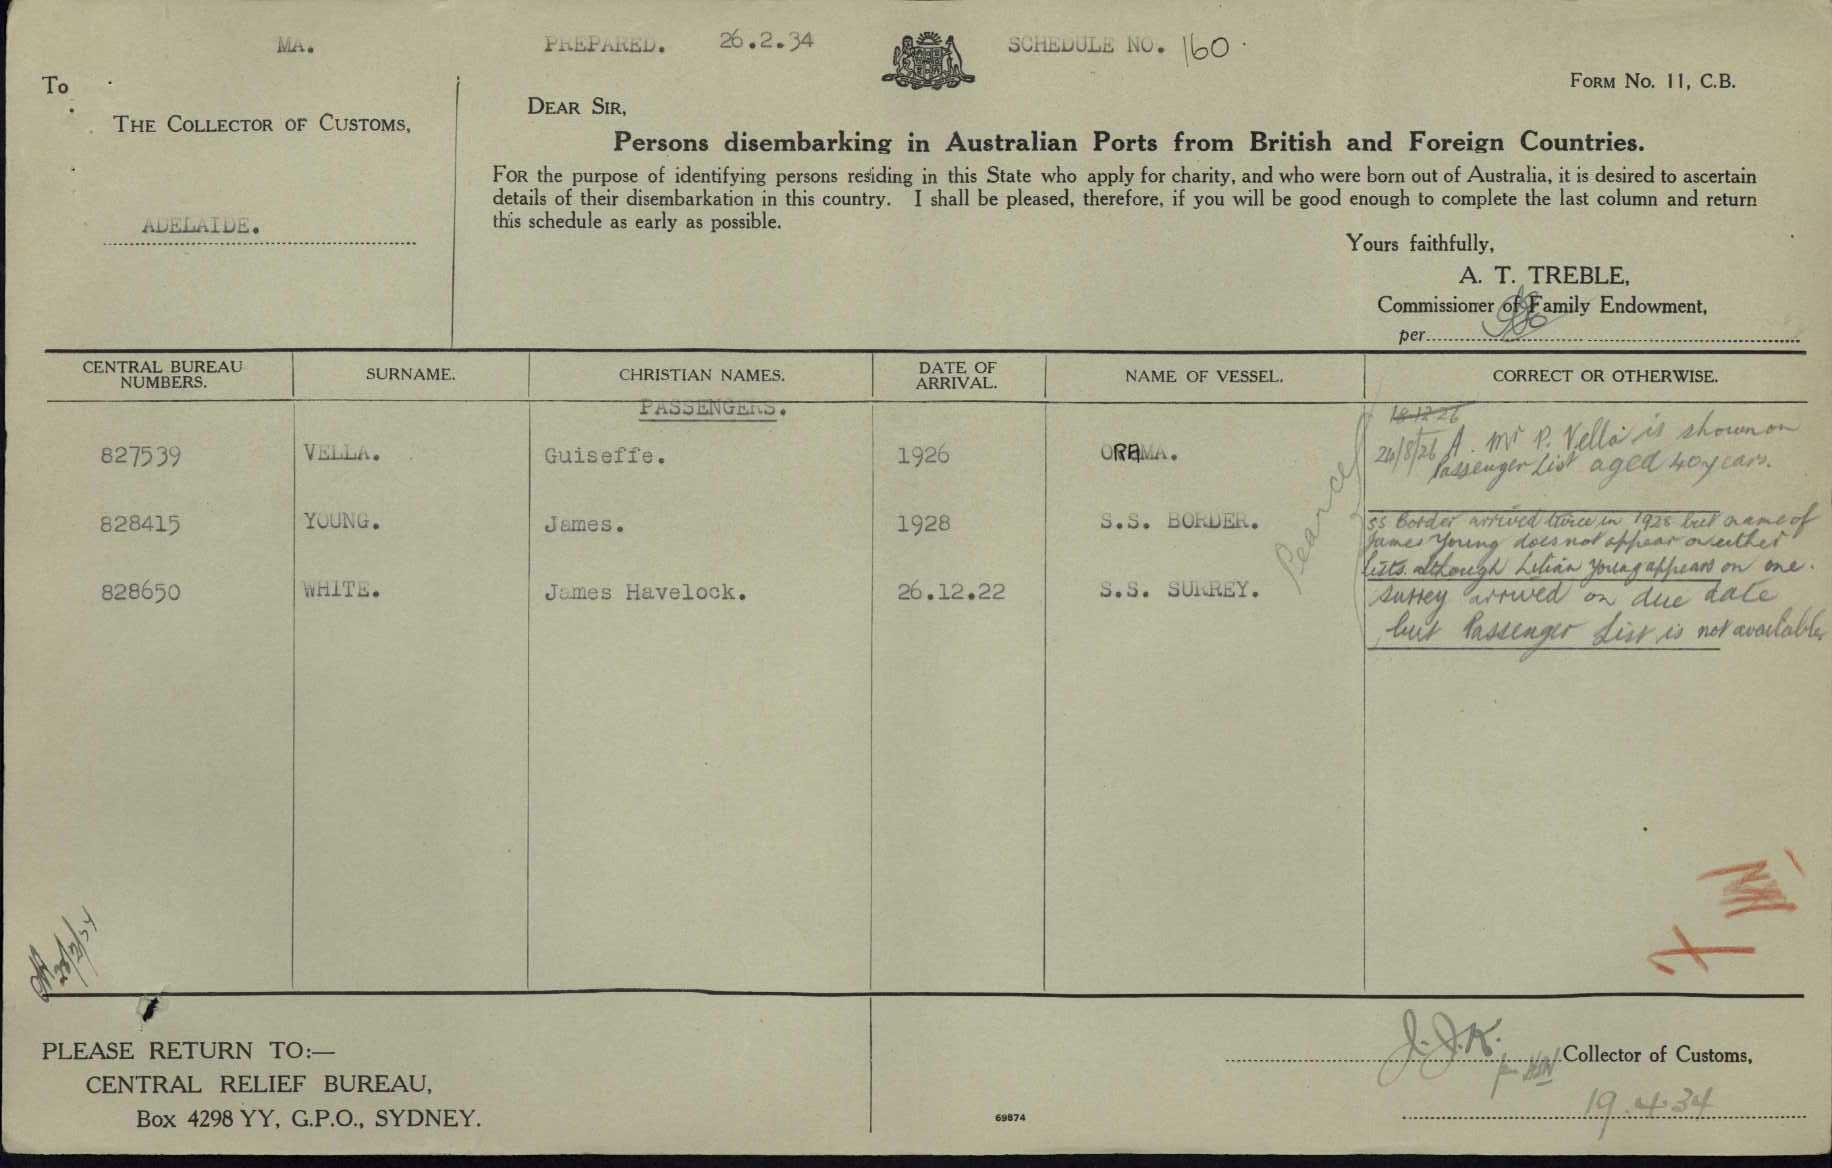 MA. PREPARED. 26.2.34 SCHEDULE NO. 160
FORM NO. 11, C.B.
To
THE COLLECTOR OF CUSTOMS,
ADELAIDE.
DEAR SIR,
Persons disembarking in Australian Ports from British and Foreign Countries.
FOR the purpose of identifying persons residing in this State who apply for charity, and who were born out of Australia, it is desired to ascertain
details of their disembarkation in this country. I shall be pleased, therefore, if you will be good enough to complete the last column and return
this schedule as early as possible.
Yours faithfully,
A. T. TREBLE,
Commissioner of Family Endowment,
per
CENTRAL BUREAU NUMBERS. SURNAME. CHRISTIAN NAMES. DATE OF ARRIVAL. NAME OF VESSEL. CORRECT OR OTHERWISE.
PASSENGERS.
18.12.26
827539 VELLA. Guiseffe. 1926 ORAMA. 24/8/26 A. Mr P. Vella is shown on
Passenger List aged 40 years.
828415 YOUNG. James. 1928 S.S. BORDER. SS Border arrived twice in 1928 but name of
James Young does not appear on either
lists. although Lilian Young appears on one.
828650 WHITE. James Havelock. 26.12.22 S.S. SURREY. Surrey arrived on due date
but Passenger List is not available
Pearce
PLEASE RETURN TO:—
CENTRAL RELIEF BUREAU,
Box 4298 YY, G.P.O., SYDNEY.
69874
J.J.K. Collector of Customs,
19.4.34